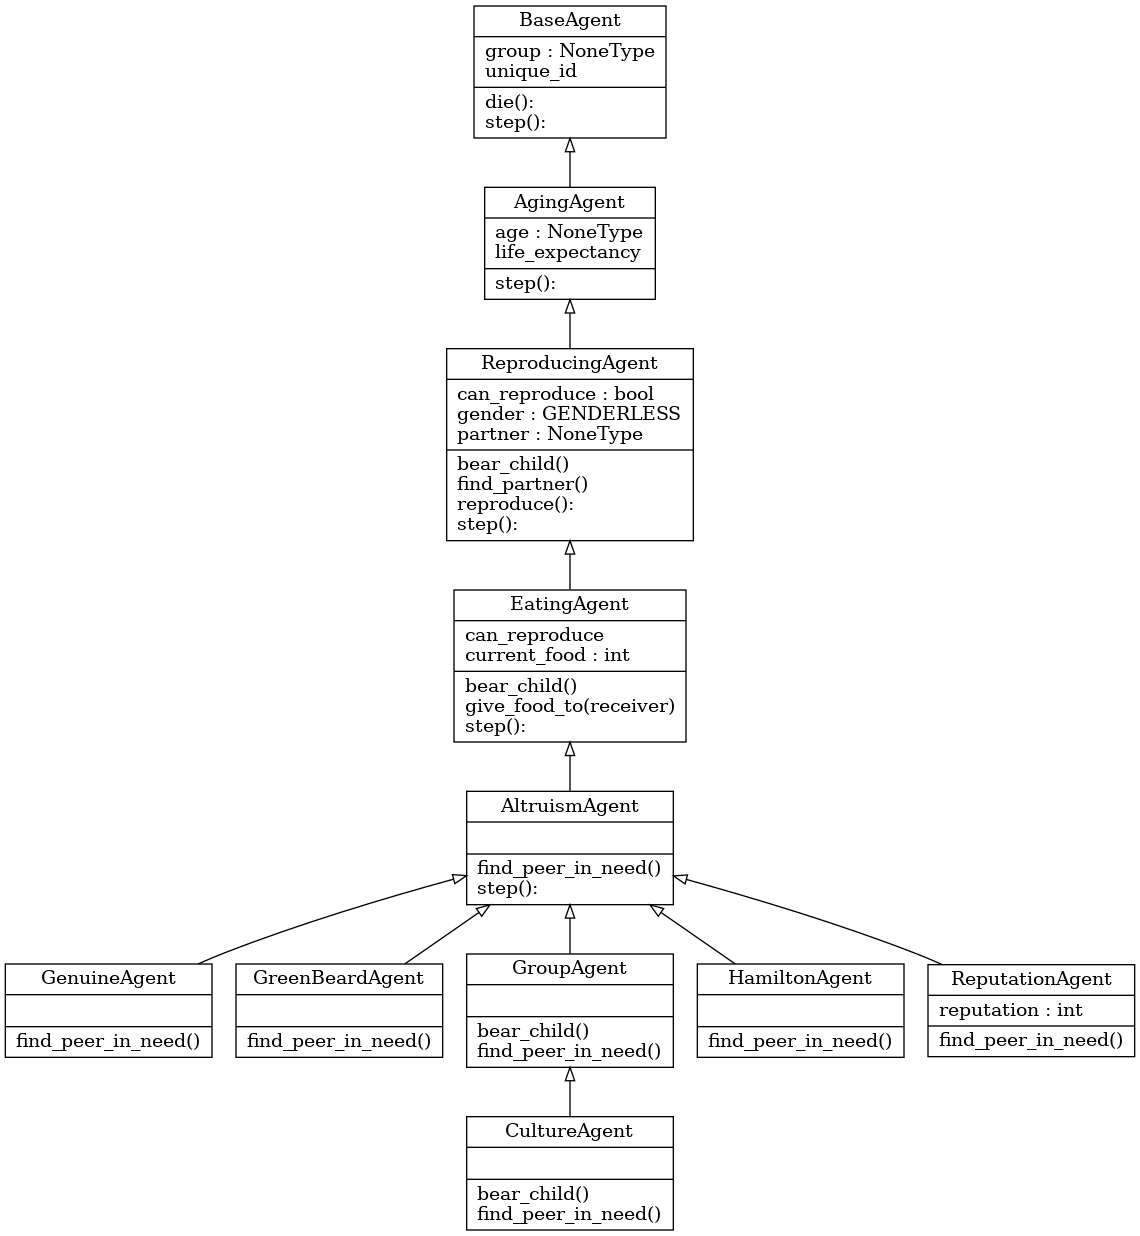 BaseAgent
group : NoneType
unique_id
die():
step():
AgingAgent
age : NoneType
life_expectancy
step():
ReproducingAgent
can_reproduce : bool
gender : GENDERLESS
partner : NoneType
bear_child()
find_partner()
reproduce():
step():
EatingAgent
can_reproduce
current_food : int
bear_child()
give_food_to(receiver)
step():
AltruismAgent
find_peer_in_need()
step():
GenuineAgent
find_peer_in_need()
GreenBeardAgent
find_peer_in_need()
GroupAgent
bear_child()
find_peer_in_need()
HamiltonAgent
find_peer_in_need()
ReputationAgent
reputation : int
find_peer_in_need()
CultureAgent
bear_child()
find_peer_in_need()